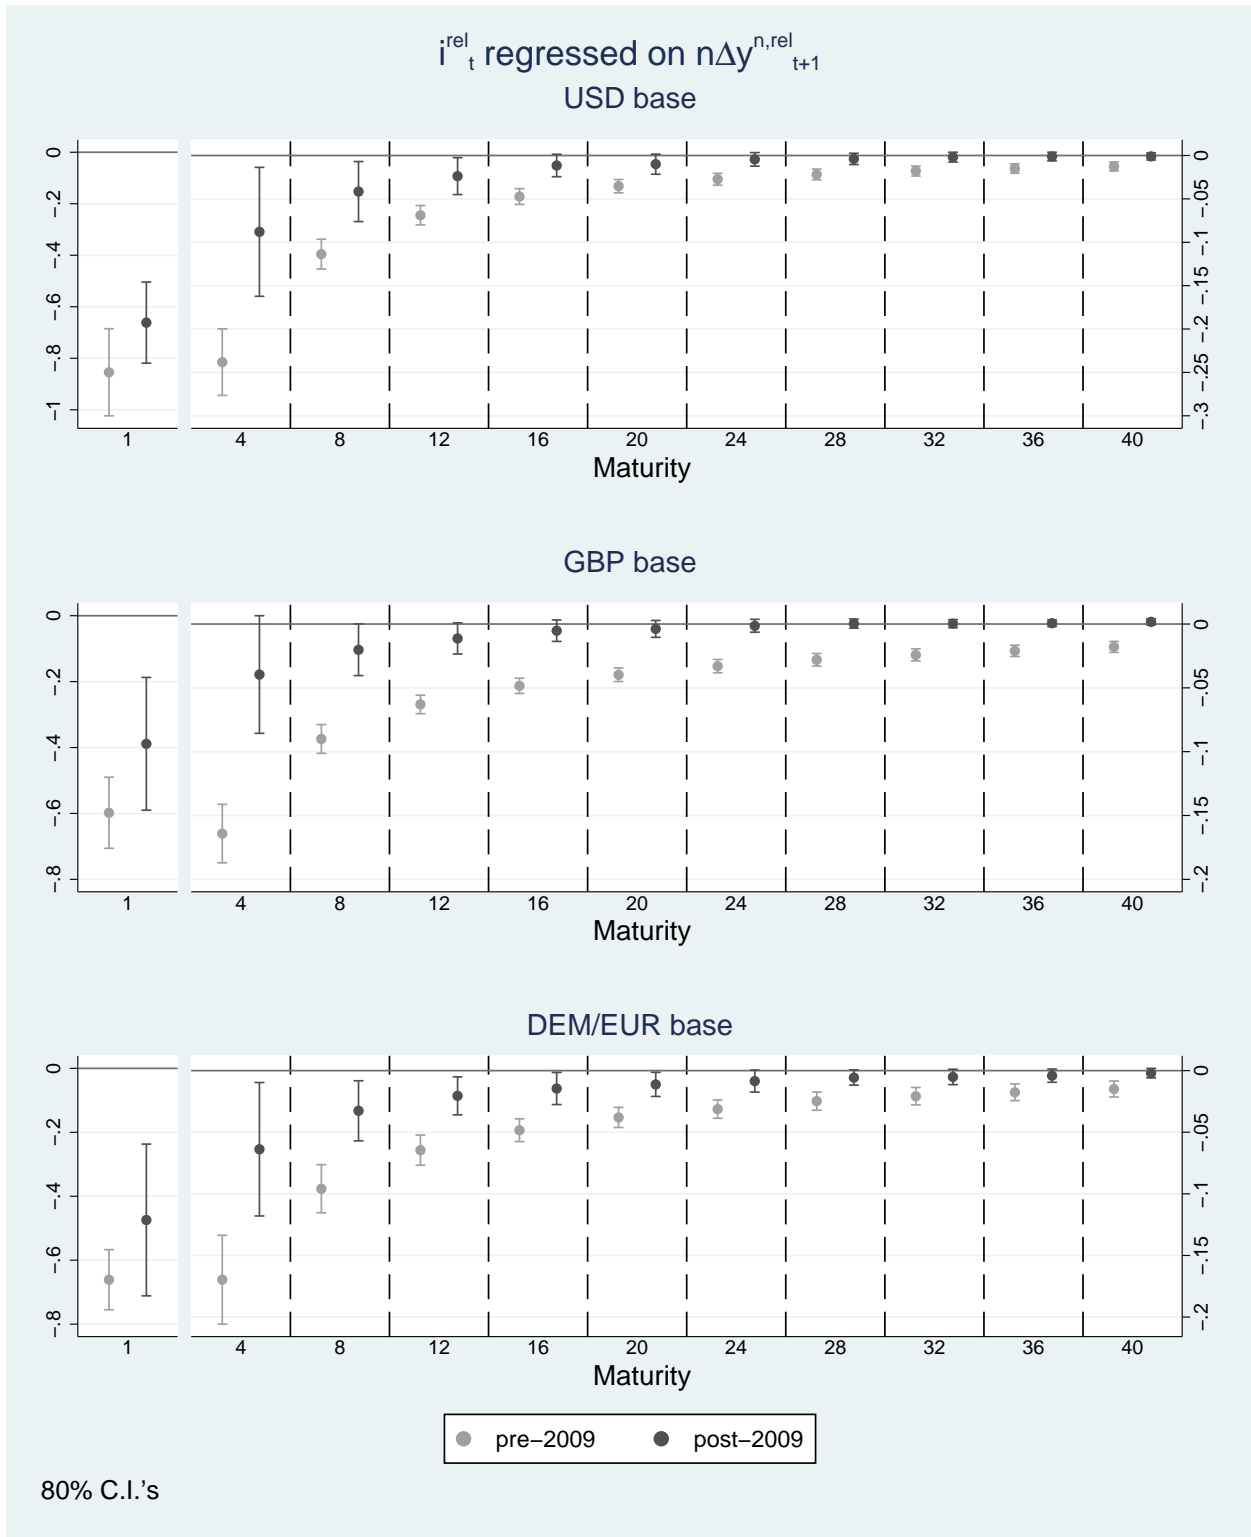 i^rel_t regressed on nΔy^n,rel_t+1
USD base
0
−.2
−.4
−.6
−.8
−1
0
−.05
−.1
−.15
−.2
−.25
−.3
1 4 8 12 16 20 24 28 32 36 40
Maturity
GBP base
0
−.2
−.4
−.6
−.8
0
−.05
−.1
−.15
−.2
1 4 8 12 16 20 24 28 32 36 40
Maturity
DEM/EUR base
0
−.2
−.4
−.6
−.8
0
−.05
−.1
−.15
−.2
1 4 8 12 16 20 24 28 32 36 40
Maturity
pre−2009 post−2009
80% C.I.'s